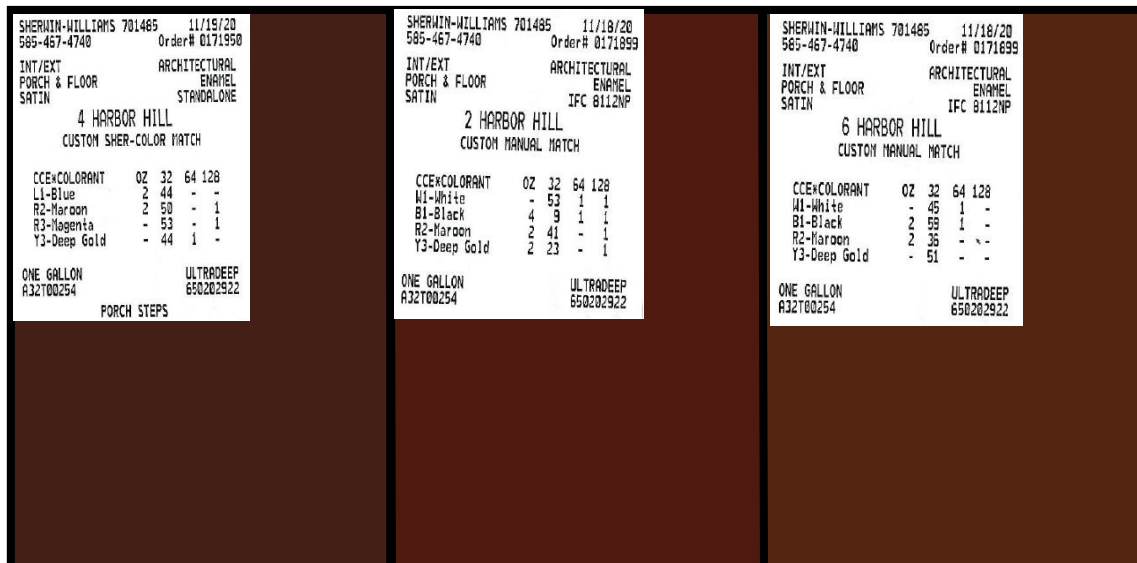 SHERWIN-WILLIAMS 701485 11/19/20
585-467-4740 Order# 0171950
INT/EXT ARCHITECTURAL
PORCH & FLOOR ENAMEL
SATIN STANDALONE
4 HARBOR HILL
CUSTOM SHER-COLOR MATCH
CCE*COLORANT OZ 32 64 128
L1-Blue 2 44 - -
R2-Maroon 2 50 - 1
R3-Magenta - 53 - 1
Y3-Deep Gold - 44 1 -
ONE GALLON ULTRADEEP
A32T00254 650202922
PORCH STEPS
SHERWIN-WILLIAMS 701485 11/18/20
585-467-4740 Order# 0171899
INT/EXT ARCHITECTURAL
PORCH & FLOOR ENAMEL
SATIN IFC 8112NP
2 HARBOR HILL
CUSTOM MANUAL MATCH
CCE*COLORANT OZ 32 64 128
W1-White - 53 1 1
B1-Black 4 9 1 1
R2-Maroon 2 41 - 1
Y3-Deep Gold 2 23 - 1
ONE GALLON ULTRADEEP
A32T00254 650202922
SHERWIN-WILLIAMS 701485 11/18/20
585-467-4740 Order# 0171899
INT/EXT ARCHITECTURAL
PORCH & FLOOR ENAMEL
SATIN IFC 8112NP
6 HARBOR HILL
CUSTOM MANUAL MATCH
CCE*COLORANT OZ 32 64 128
W1-White - 45 1 -
B1-Black 2 59 1 -
R2-Maroon 2 36 - -
Y3-Deep Gold - 51 - -
ONE GALLON ULTRADEEP
A32T00254 650202922